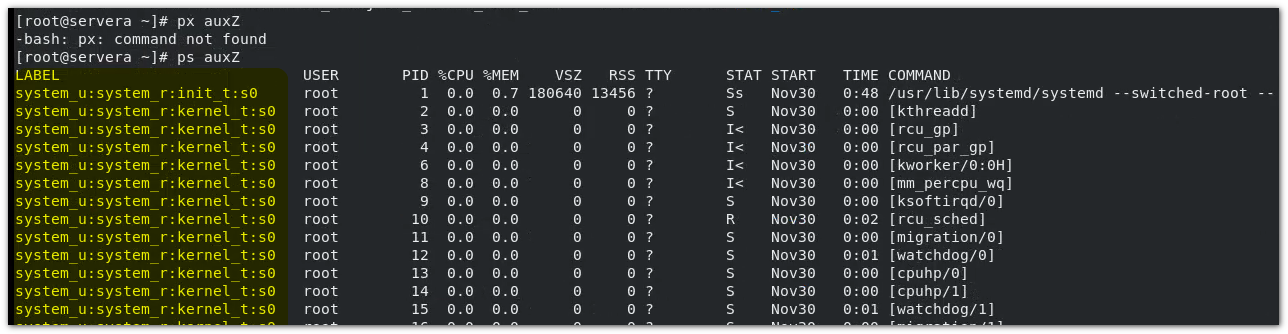 [root@servera ~]# px auxZ
-bash: px: command not found
[root@servera ~]# ps auxZ
LABEL                           USER       PID %CPU %MEM    VSZ   RSS TTY        STAT START   TIME COMMAND
system_u:system_r:init_t:s0     root         1  0.0  0.7 180640 13456 ?        Ss   Nov30   0:48 /usr/lib/systemd/systemd --switched-root --
system_u:system_r:kernel_t:s0   root         2  0.0  0.0      0     0 ?        S    Nov30   0:00 [kthreadd]
system_u:system_r:kernel_t:s0   root         3  0.0  0.0      0     0 ?        I<   Nov30   0:00 [rcu_gp]
system_u:system_r:kernel_t:s0   root         4  0.0  0.0      0     0 ?        I<   Nov30   0:00 [rcu_par_gp]
system_u:system_r:kernel_t:s0   root         6  0.0  0.0      0     0 ?        I<   Nov30   0:00 [kworker/0:0H]
system_u:system_r:kernel_t:s0   root         8  0.0  0.0      0     0 ?        I<   Nov30   0:00 [mm_percpu_wq]
system_u:system_r:kernel_t:s0   root         9  0.0  0.0      0     0 ?        S    Nov30   0:00 [ksoftirqd/0]
system_u:system_r:kernel_t:s0   root        10  0.0  0.0      0     0 ?        R    Nov30   0:02 [rcu_sched]
system_u:system_r:kernel_t:s0   root        11  0.0  0.0      0     0 ?        S    Nov30   0:00 [migration/0]
system_u:system_r:kernel_t:s0   root        12  0.0  0.0      0     0 ?        S    Nov30   0:01 [watchdog/0]
system_u:system_r:kernel_t:s0   root        13  0.0  0.0      0     0 ?        S    Nov30   0:00 [cpuhp/0]
system_u:system_r:kernel_t:s0   root        14  0.0  0.0      0     0 ?        S    Nov30   0:00 [cpuhp/1]
system_u:system_r:kernel_t:s0   root        15  0.0  0.0      0     0 ?        S    Nov30   0:01 [watchdog/1]